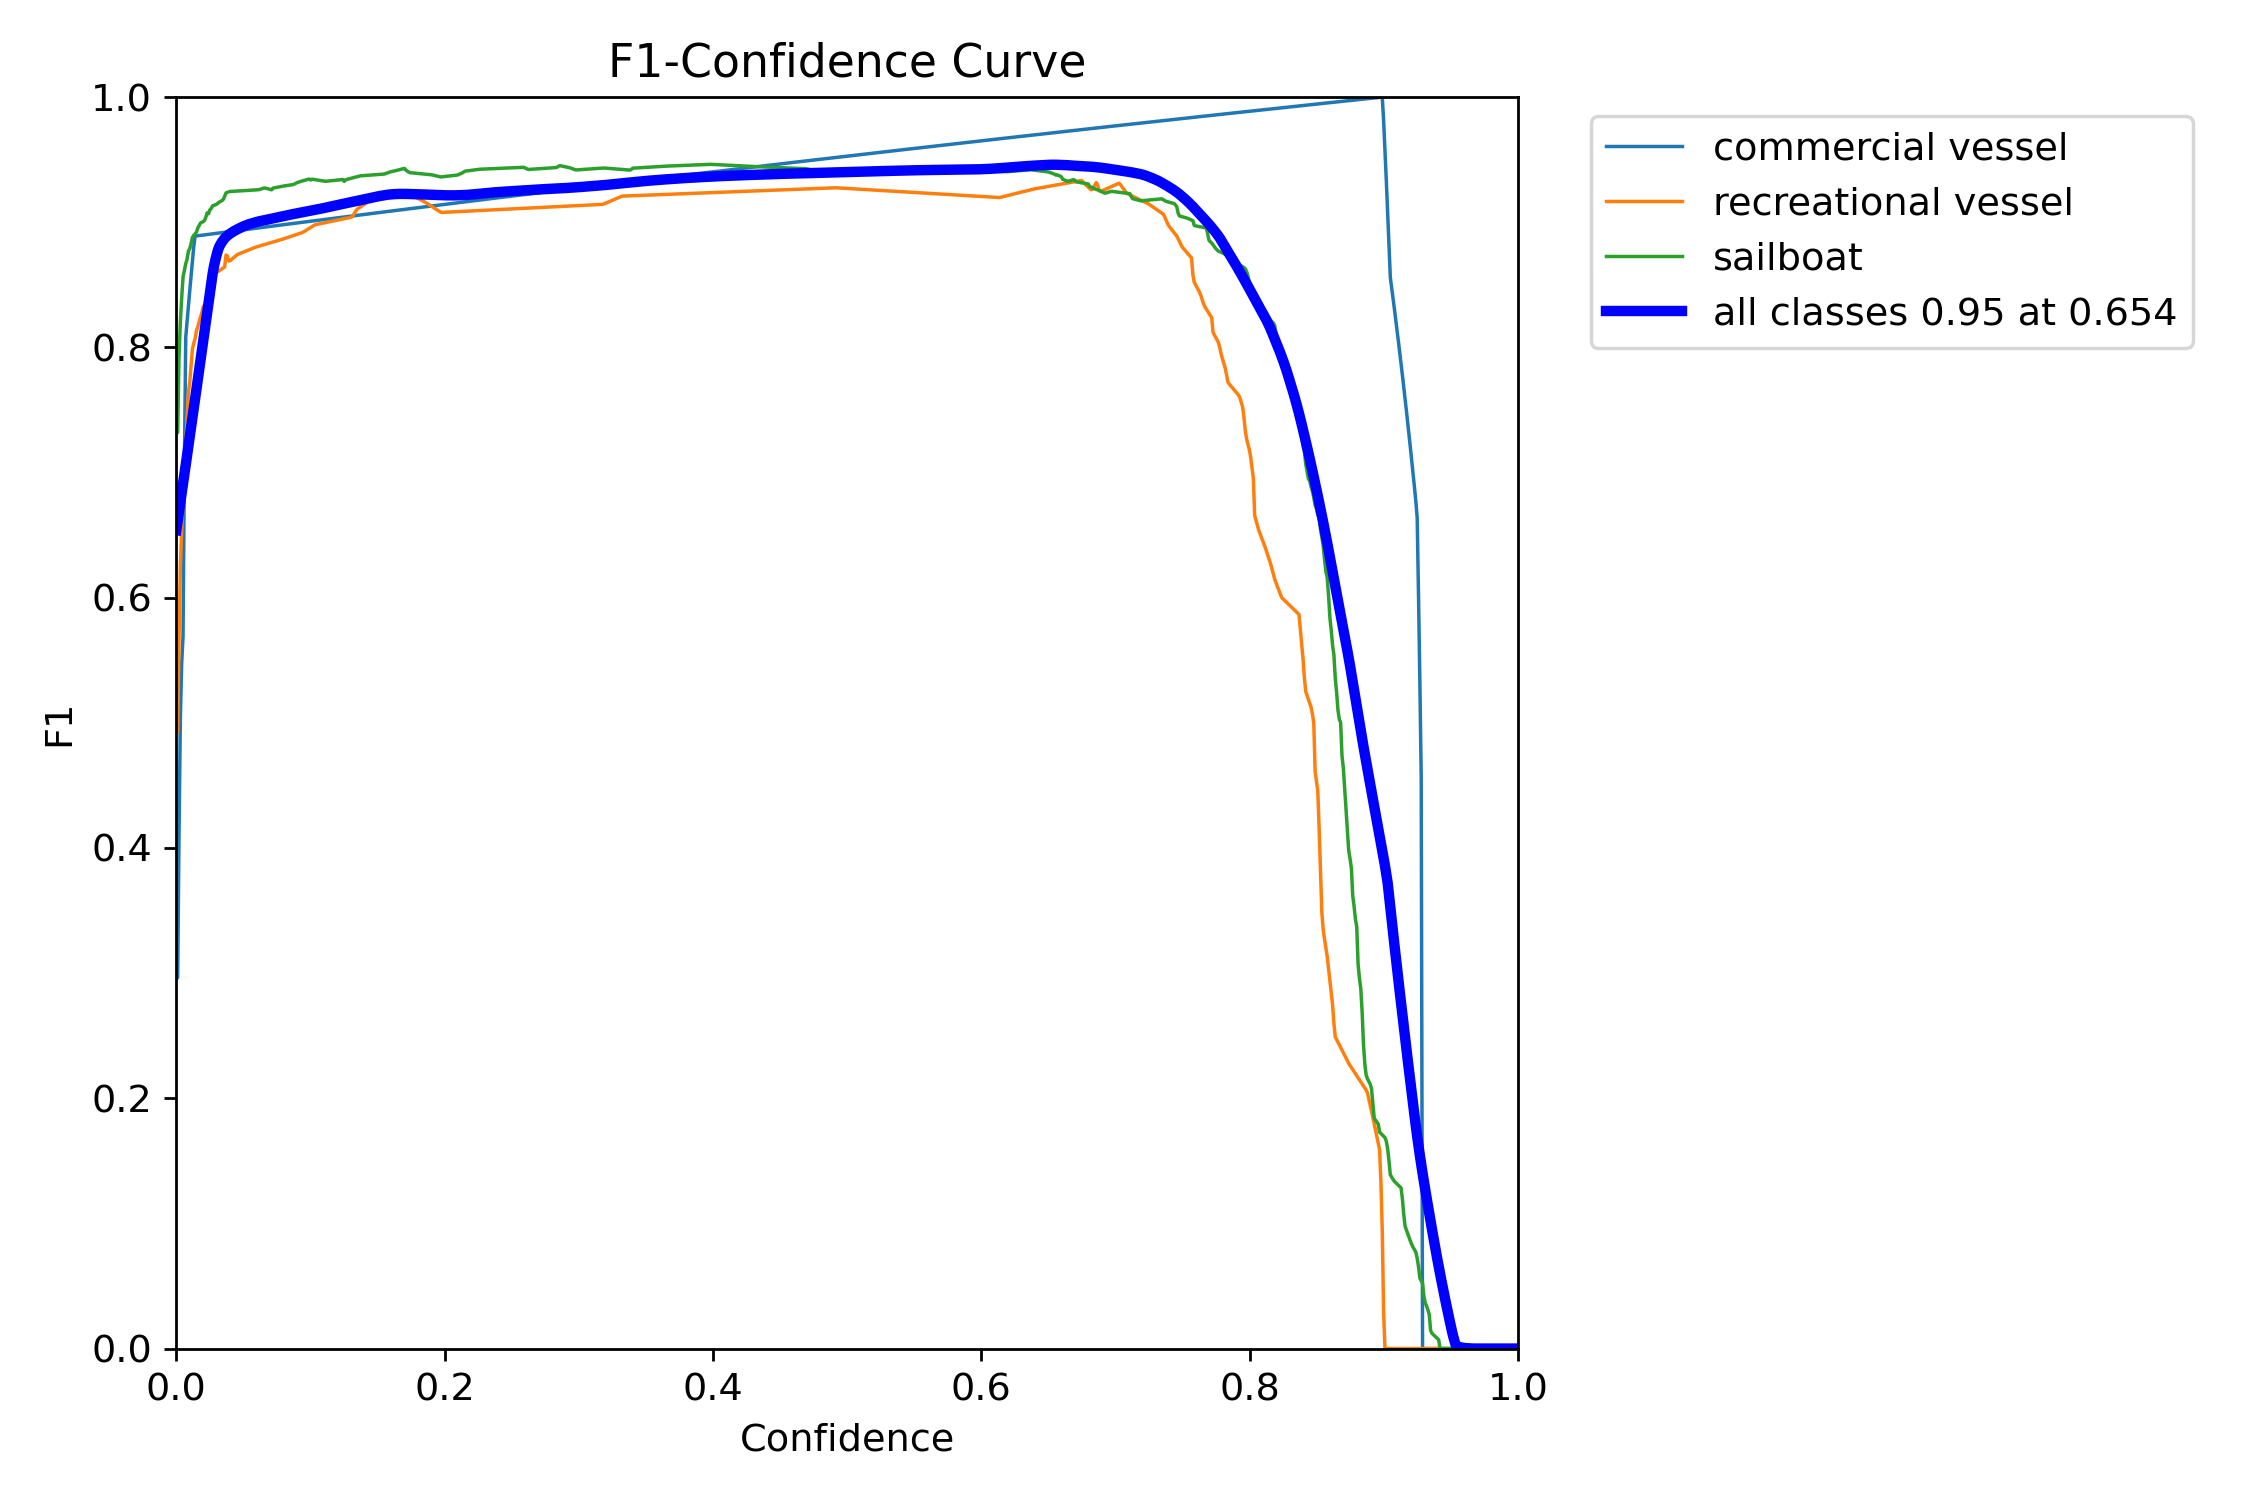 F1-Confidence Curve
1.0
0.8
0.6
0.4
0.2
0.0
F1
0.0 0.2 0.4 0.6 0.8 1.0
Confidence
commercial vessel
recreational vessel
sailboat
all classes 0.95 at 0.654